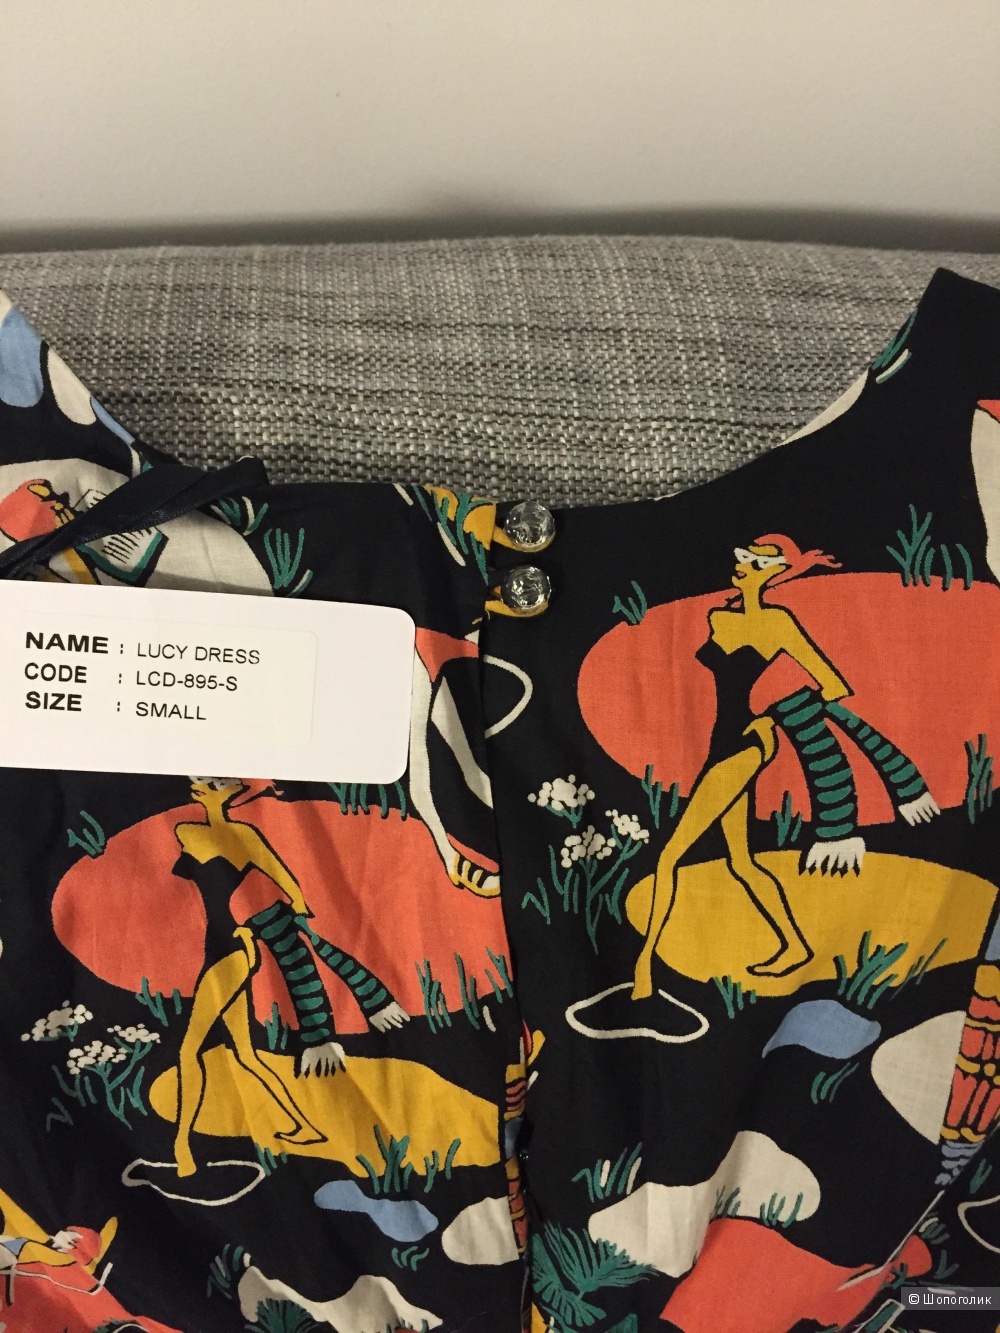 NAME : LUCY DRESS
CODE : LCD-895-S
SIZE : SMALL
© Шопоголик